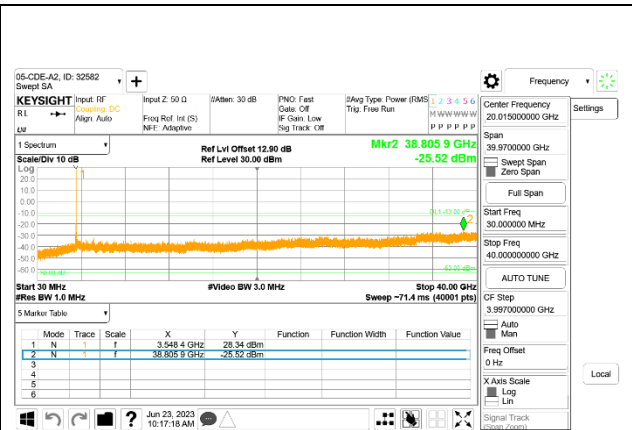 05-CDE-A2, ID: 32582
Swept SA
+
Frequency
Settings
KEYSIGHT
Input: RF
Coupling: DC
Align: Auto
Input Z: 50 Ω
Freq Ref: Int (S)
NFE: Adaptive
#Atten: 30 dB
PNO: Fast
Gate: Off
IF Gain: Low
Sig Track: Off
#Avg Type: Power (RMS
Trig: Free Run
1 2 3 4 5 6
M W W W W W
P P P P P P
R L
1 Spectrum
Scale/Div 10 dB
Log
Ref Lvl Offset 12.90 dB
Ref Level 30.00 dBm
Mkr2 38.805 9 GHz
-25.52 dBm
20.0
10.0
0.00
-10.0
-20.0
-30.0
-40.0
-50.0
-60.0
1
2
Start 30 MHz
#Res BW 1.0 MHz
#Video BW 3.0 MHz
Stop 40.00 GHz
Sweep ~71.4 ms (40001 pts)
5 Marker Table
Mode Trace Scale X Y Function Function Width Function Value
1 N 1 f 3.548 4 GHz 28.34 dBm
2 N 1 f 38.805 9 GHz -25.52 dBm
3
4
5
6
Center Frequency
20.015000000 GHz
Span
39.9700000 GHz
Swept Span
Zero Span
Full Span
Start Freq
30.000000 MHz
Stop Freq
40.000000000 GHz
AUTO TUNE
CF Step
3.997000000 GHz
Auto
Man
Freq Offset
0 Hz
X Axis Scale
Log
Lin
Signal Track
(Span Zoom)
Local
?
Jun 23, 2023
10:17:18 AM